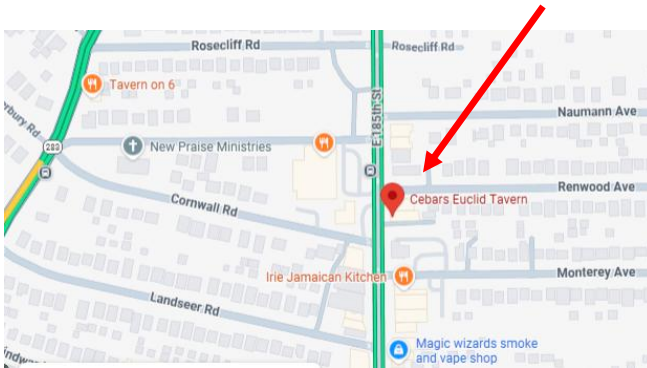 Rosecliff Rd
Rosecliff Rd
Tavern on 6
E 185th St
Naumann Ave
283
New Praise Ministries
Renwood Ave
Cebars Euclid Tavern
Cornwall Rd
Irie Jamaican Kitchen
Monterey Ave
Landseer Rd
Magic wizards smoke
and vape shop